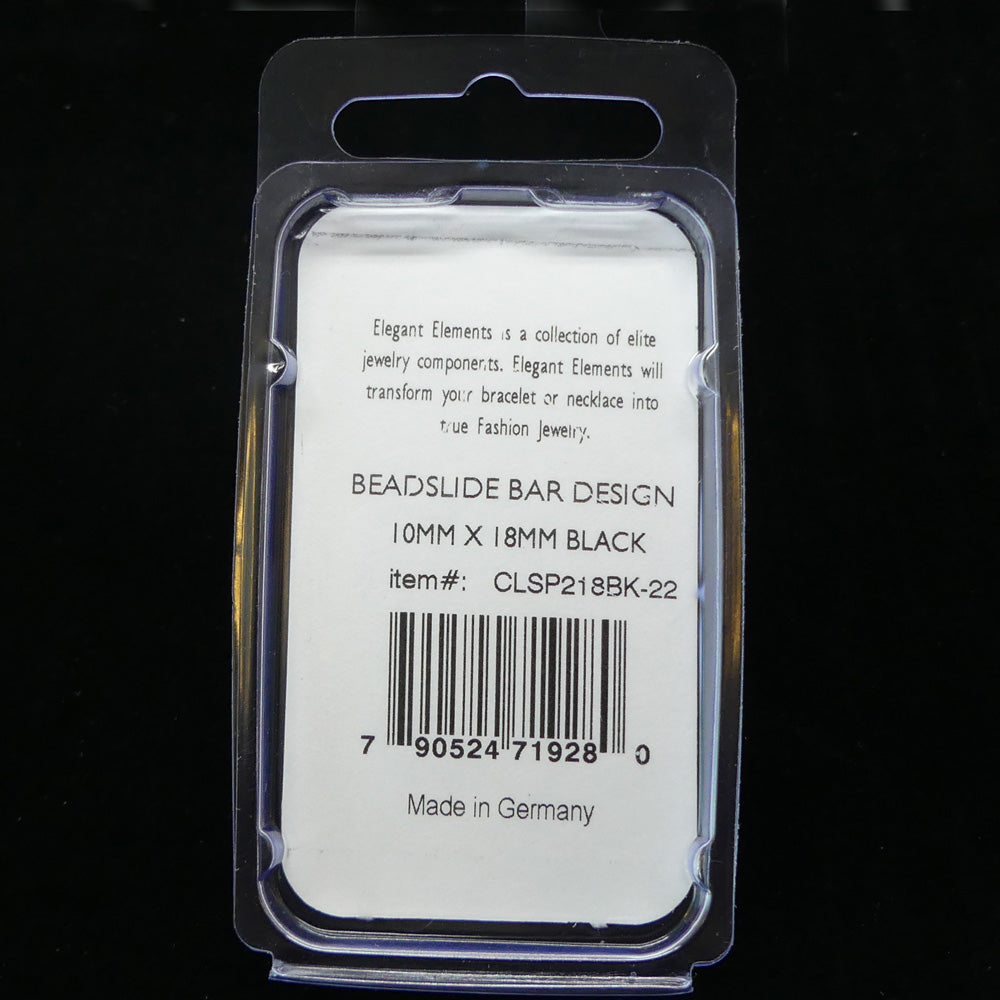 Elegant Elements is a collection of elite
jewelry components. Elegant Elements will
transform your bracelet or necklace into
true Fashion Jewelry.
BEADSLIDE BAR DESIGN
10MM X 18MM BLACK
item#: CLSP218BK-22
7 90524 71928 0
Made in Germany